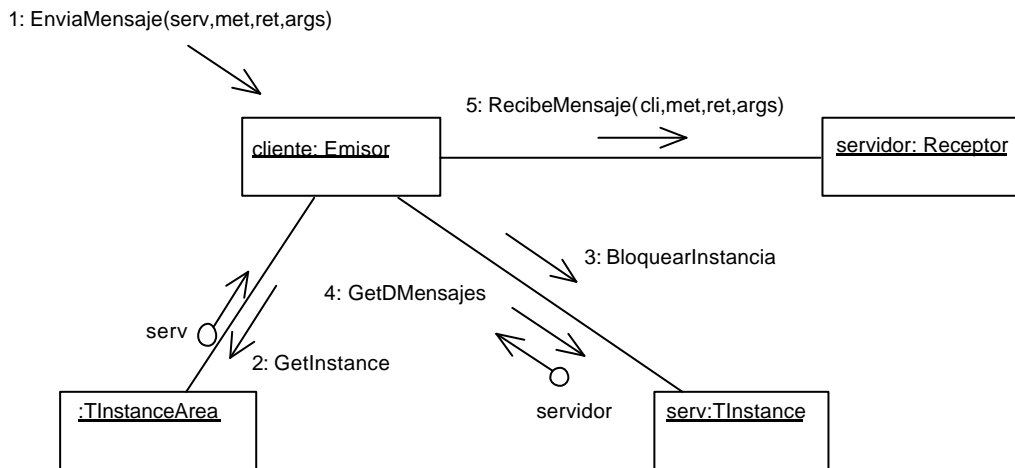 1: EnviaMensaje(serv,met,ret,args)
5: RecibeMensaje(cli,met,ret,args)
cliente: Emisor
servidor: Receptor
3: BloquearInstancia
4: GetDMensajes
serv
2: GetInstance
servidor
:TInstanceArea
serv:TInstance